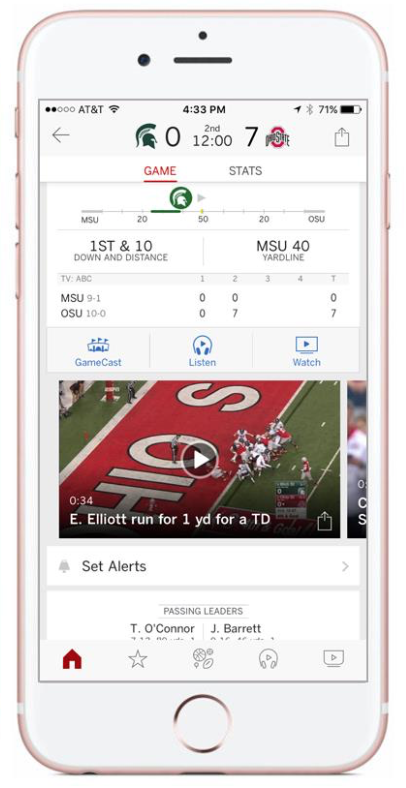 AT&T 4:33 PM 71%
0 2nd 12:00 7
GAME STATS
MSU 20 50 20 OSU
1ST & 10 MSU 40
DOWN AND DISTANCE YARDLINE
TV: ABC 1 2 3 4 T
MSU 9-1 0 0 0
OSU 10-0 0 7 7
GameCast Listen Watch
OHIO
0:34
E. Elliott run for 1 yd for a TD
Set Alerts
PASSING LEADERS
T. O'Connor J. Barrett